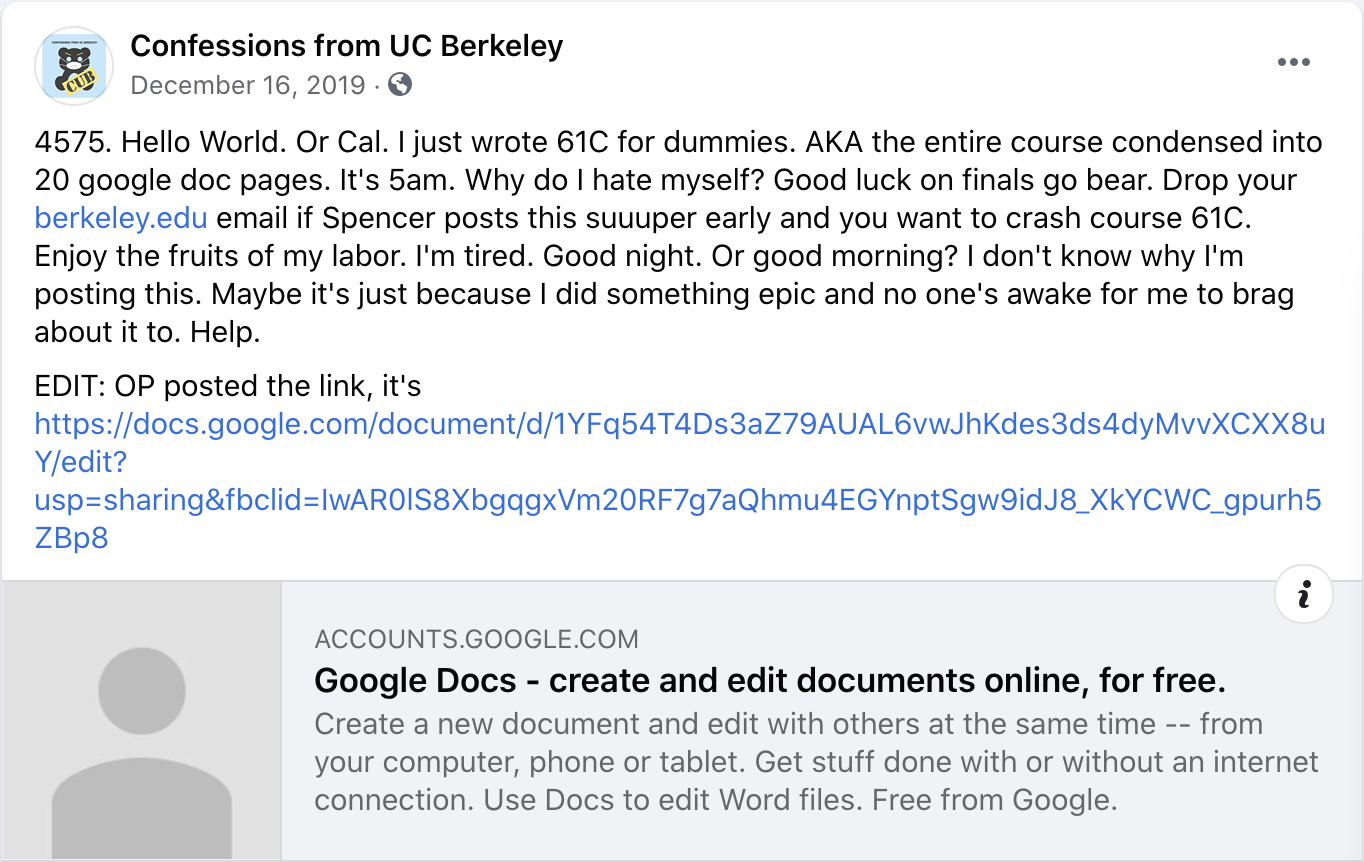 Confessions from UC Berkeley
December 16, 2019 ·
4575. Hello World. Or Cal. I just wrote 61C for dummies. AKA the entire course condensed into
20 google doc pages. It's 5am. Why do I hate myself? Good luck on finals go bear. Drop your
berkeley.edu email if Spencer posts this suuuper early and you want to crash course 61C.
Enjoy the fruits of my labor. I'm tired. Good night. Or good morning? I don't know why I'm
posting this. Maybe it's just because I did something epic and no one's awake for me to brag
about it to. Help.
EDIT: OP posted the link, it's
https://docs.google.com/document/d/1YFq54T4Ds3aZ79AUAL6vwJhKdes3ds4dyMvvXCXX8u
Y/edit?
usp=sharing&fbclid=IwAR0lS8XbgqgxVm20RF7g7aQhmu4EGYnptSgw9idJ8_XkYCWC_gpurh5
ZBp8
ACCOUNTS.GOOGLE.COM
Google Docs - create and edit documents online, for free.
Create a new document and edit with others at the same time -- from
your computer, phone or tablet. Get stuff done with or without an internet
connection. Use Docs to edit Word files. Free from Google.
CONFESSIONS FROM UC BERKELEY
CUB
i